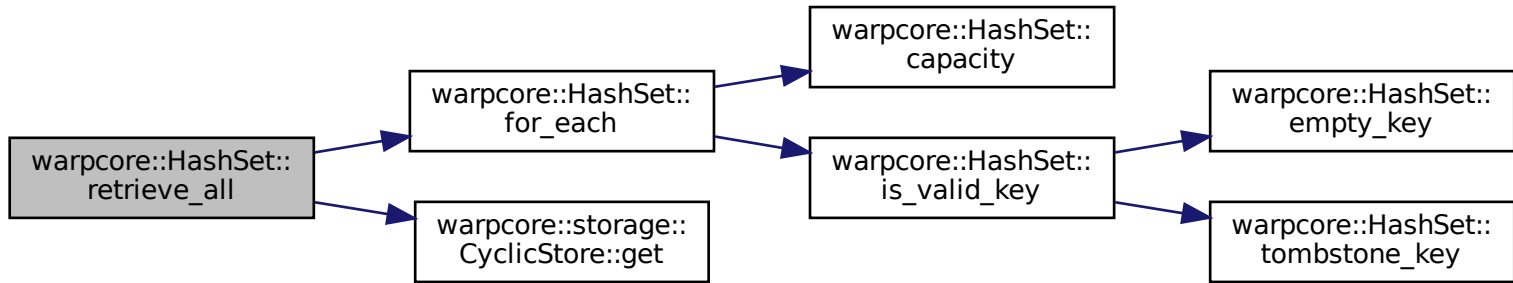 warpcore::HashSet::
retrieve_all
warpcore::HashSet::
for_each
warpcore::storage::
CyclicStore::get
warpcore::HashSet::
capacity
warpcore::HashSet::
is_valid_key
warpcore::HashSet::
empty_key
warpcore::HashSet::
tombstone_key